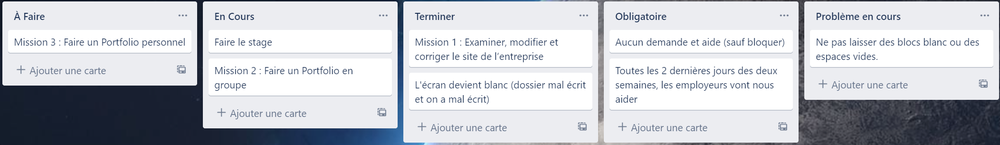 À Faire
Mission 3 : Faire un Portfolio personnel
Ajouter une carte
En Cours
Faire le stage
Mission 2 : Faire un Portfolio en
groupe
Ajouter une carte
Terminer
Mission 1 : Examiner, modifier et
corriger le site de l’entreprise
L'écran devient blanc (dossier mal écrit
et on a mal écrit)
Ajouter une carte
Obligatoire
Aucun demande et aide (sauf bloquer)
Toutes les 2 dernières jours des deux
semaines, les employeurs vont nous
aider
Ajouter une carte
Problème en cours
Ne pas laisser des blocs blanc ou des
espaces vides.
Ajouter une carte